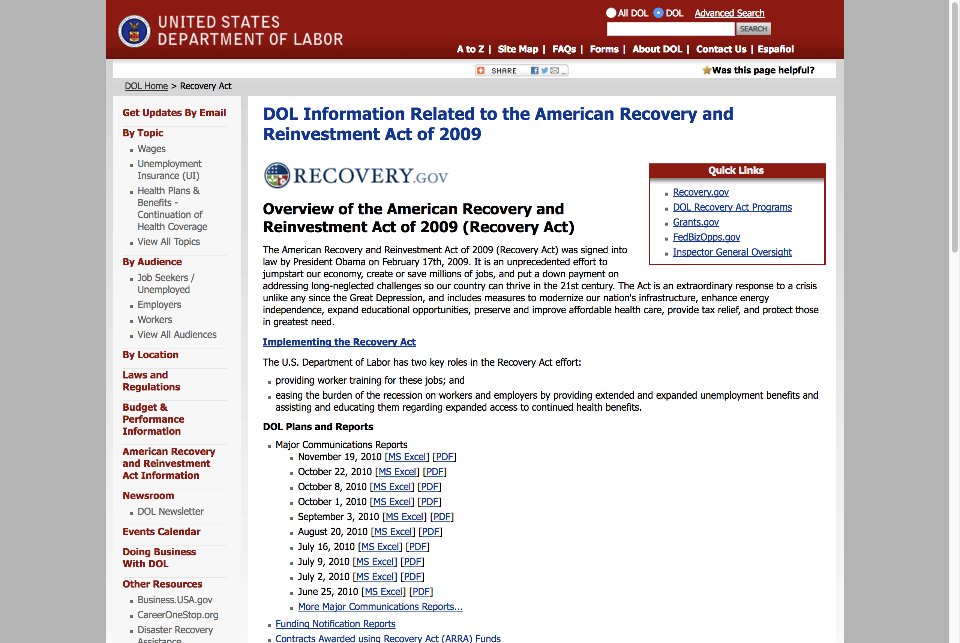 UNITED STATES
DEPARTMENT OF LABOR
All DOL DOL Advanced Search
SEARCH
A to Z | Site Map | FAQs | Forms | About DOL | Contact Us | Español
SHARE
Was this page helpful?
DOL Home > Recovery Act
Get Updates By Email
By Topic
Wages
Unemployment
Insurance (UI)
Health Plans &
Benefits -
Continuation of
Health Coverage
View All Topics
By Audience
Job Seekers /
Unemployed
Employers
Workers
View All Audiences
By Location
Laws and
Regulations
Budget &
Performance
Information
American Recovery
and Reinvestment
Act Information
Newsroom
DOL Newsletter
Events Calendar
Doing Business
With DOL
Other Resources
Business.USA.gov
CareerOneStop.org
Disaster Recovery
Assistance
DOL Information Related to the American Recovery and
Reinvestment Act of 2009
RECOVERY.GOV
Quick Links
Recovery.gov
DOL Recovery Act Programs
Grants.gov
FedBizOpps.gov
Inspector General Oversight
Overview of the American Recovery and
Reinvestment Act of 2009 (Recovery Act)
The American Recovery and Reinvestment Act of 2009 (Recovery Act) was signed into
law by President Obama on February 17th, 2009. It is an unprecedented effort to
jumpstart our economy, create or save millions of jobs, and put a down payment on
addressing long-neglected challenges so our country can thrive in the 21st century. The Act is an extraordinary response to a crisis
unlike any since the Great Depression, and includes measures to modernize our nation's infrastructure, enhance energy
independence, expand educational opportunities, preserve and improve affordable health care, provide tax relief, and protect those
in greatest need.
Implementing the Recovery Act
The U.S. Department of Labor has two key roles in the Recovery Act effort:
providing worker training for these jobs; and
easing the burden of the recession on workers and employers by providing extended and expanded unemployment benefits and
assisting and educating them regarding expanded access to continued health benefits.
DOL Plans and Reports
Major Communications Reports
November 19, 2010 [MS Excel] [PDF]
October 22, 2010 [MS Excel] [PDF]
October 8, 2010 [MS Excel] [PDF]
October 1, 2010 [MS Excel] [PDF]
September 3, 2010 [MS Excel] [PDF]
August 20, 2010 [MS Excel] [PDF]
July 16, 2010 [MS Excel] [PDF]
July 9, 2010 [MS Excel] [PDF]
July 2, 2010 [MS Excel] [PDF]
June 25, 2010 [MS Excel] [PDF]
More Major Communications Reports...
Funding Notification Reports
Contracts Awarded using Recovery Act (ARRA) Funds